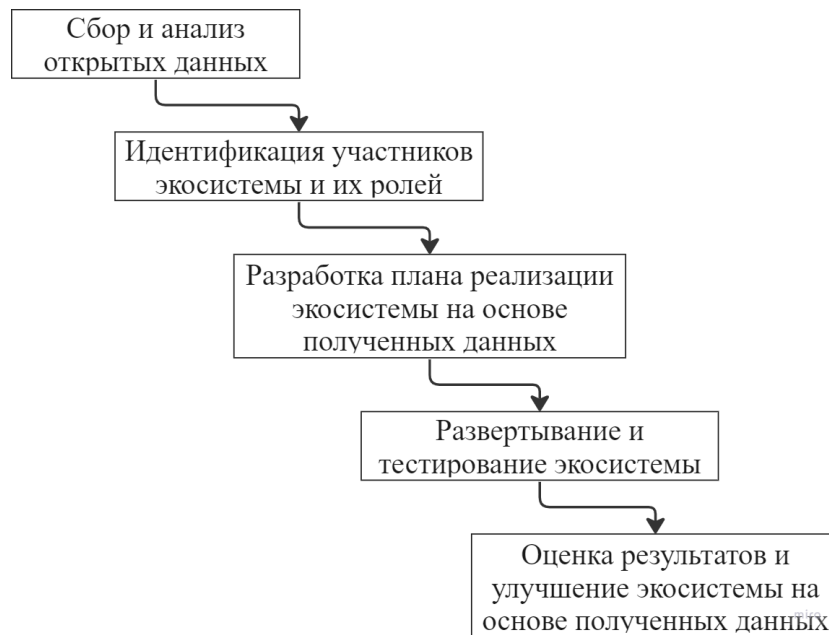 Сбор и анализ
открытых данных
Идентификация участников
экосистемы и их ролей
Разработка плана реализации
экосистемы на основе
полученных данных
Развертывание и
тестирование экосистемы
Оценка результатов и
улучшение экосистемы на
основе полученных данных
miro